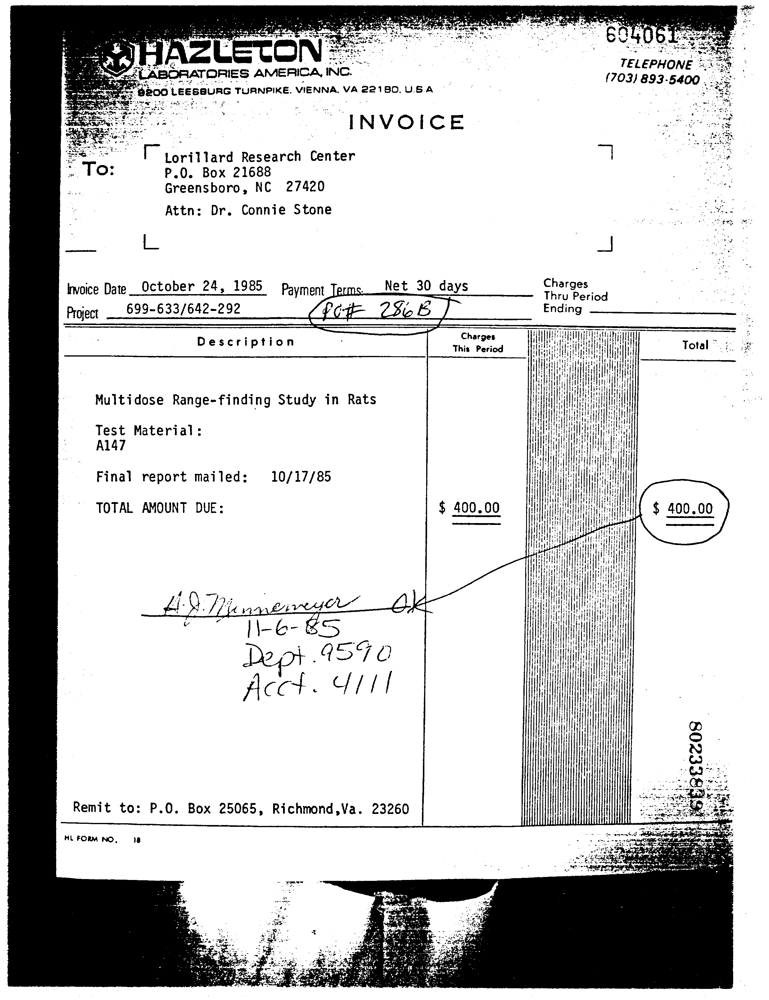 604061
HAZLETON
LABORATORIES AMERICA, INC.
9200 LEESBURG TURNPIKE, VIENNA, VA 22180, U.S.A
TELEPHONE
(703) 893-5400
INVOICE
To:
Lorillard Research Center
P.O. Box 21688
Greensboro, NC 27420
Attn: Dr. Connie Stone
Invoice Date October 24, 1985 Payment Terms: Net 30 days
Charges
Thru Period
Ending
Project 699-633/642-292 PO# 286B
Description Charges This Period Total
Multidose Range-finding Study in Rats
Test Material:
A147
Final report mailed: 10/17/85
TOTAL AMOUNT DUE: $ 400.00 $ 400.00
H.J. Minnemeyer OK
11-6-85
Dept. 9590
Acct. 4111
80233839
Remit to: P.O. Box 25065, Richmond,Va. 23260
HL FORM NO. 18